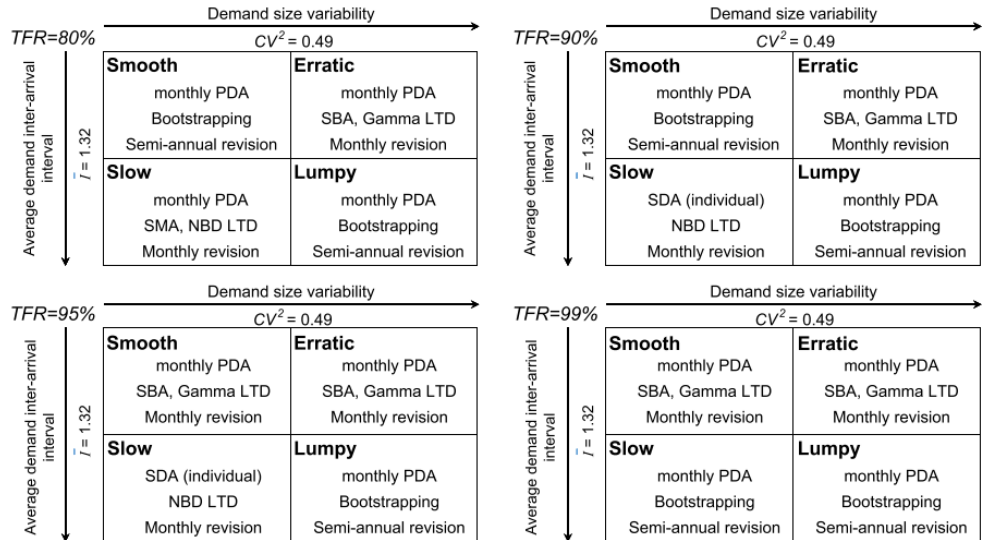 Demand size variability
TFR=80%
CV² = 0.49
Average demand inter-arrival
interval
I = 1.32
Smooth
monthly PDA
Bootstrapping
Semi-annual revision
Erratic
monthly PDA
SBA, Gamma LTD
Monthly revision
Slow
monthly PDA
SMA, NBD LTD
Monthly revision
Lumpy
monthly PDA
Bootstrapping
Semi-annual revision
Demand size variability
TFR=90%
CV² = 0.49
Average demand inter-arrival
interval
I = 1.32
Smooth
monthly PDA
Bootstrapping
Semi-annual revision
Erratic
monthly PDA
SBA, Gamma LTD
Monthly revision
Slow
SDA (individual)
NBD LTD
Monthly revision
Lumpy
monthly PDA
Bootstrapping
Semi-annual revision
Demand size variability
TFR=95%
CV² = 0.49
Average demand inter-arrival
interval
I = 1.32
Smooth
monthly PDA
SBA, Gamma LTD
Monthly revision
Erratic
monthly PDA
SBA, Gamma LTD
Monthly revision
Slow
SDA (individual)
NBD LTD
Monthly revision
Lumpy
monthly PDA
Bootstrapping
Semi-annual revision
Demand size variability
TFR=99%
CV² = 0.49
Average demand inter-arrival
interval
I = 1.32
Smooth
monthly PDA
SBA, Gamma LTD
Monthly revision
Erratic
monthly PDA
SBA, Gamma LTD
Monthly revision
Slow
monthly PDA
Bootstrapping
Semi-annual revision
Lumpy
monthly PDA
Bootstrapping
Semi-annual revision